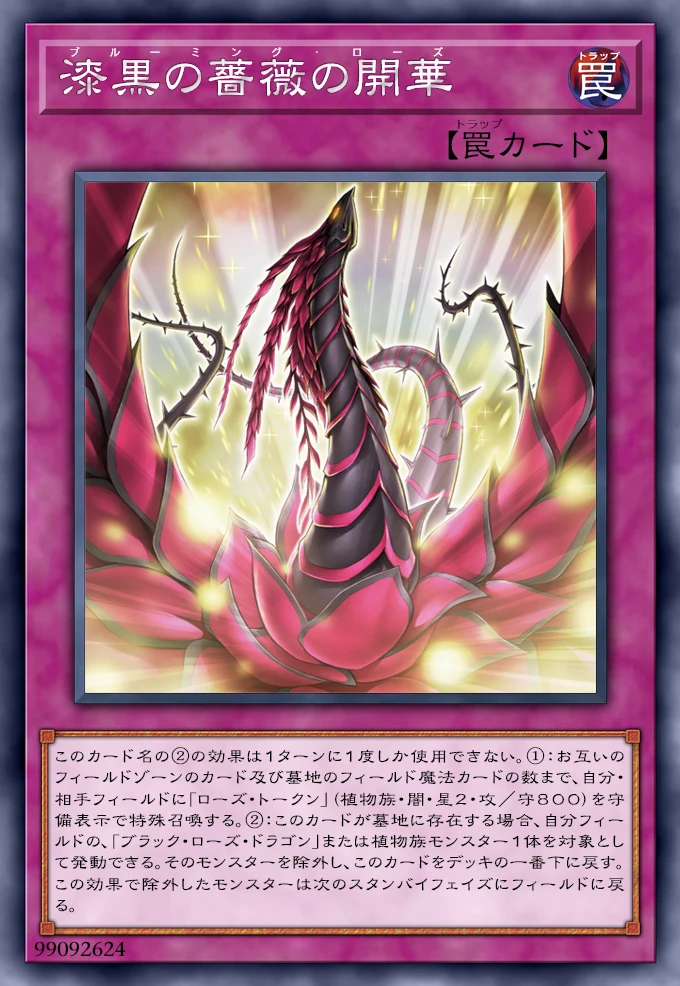 ブルーミング・ローズ
漆黒の薔薇の開華
トラップ
罠
トラップ
【罠カード】
このカード名の②の効果は1ターンに1度しか使用できない。①：お互いの
フィールドゾーンのカード及び墓地のフィールド魔法カードの数まで、自分・
相手フィールドに「ローズ・トークン」(植物族・闇・星2・攻／守800)を守
備表示で特殊召喚する。②：このカードが墓地に存在する場合、自分フィー
ルドの、「ブラック・ローズ・ドラゴン」または植物族モンスター1体を対象とし
て発動できる。そのモンスターを除外し、このカードをデッキの一番下に戻す。
この効果で除外したモンスターは次のスタンバイフェイズにフィールドに戻
る。
99092624